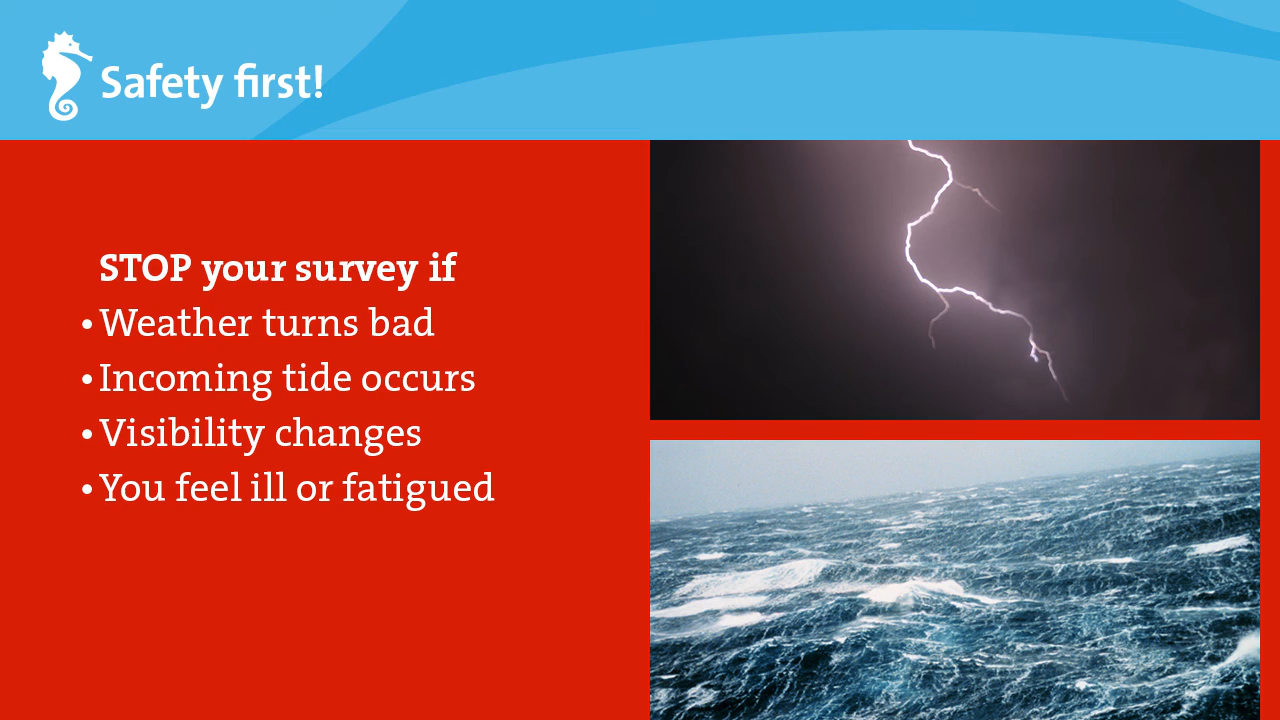 Safety first!
STOP your survey if
• Weather turns bad
• Incoming tide occurs
• Visibility changes
• You feel ill or fatigued